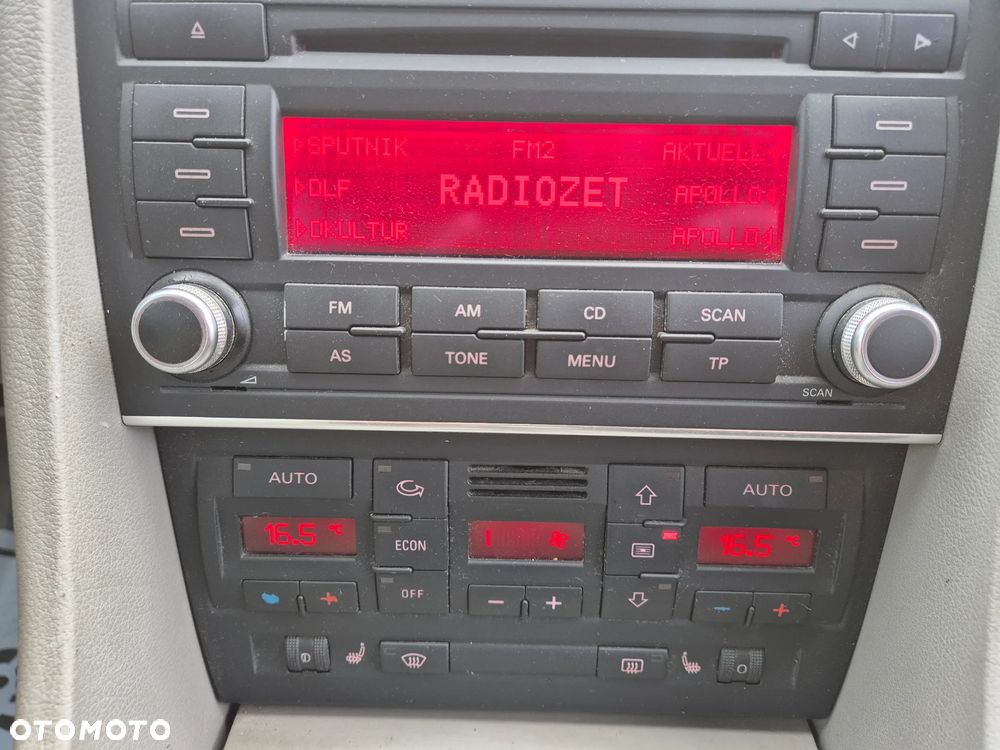 SPUTNIK FM2 AKTUELL
DLF RADIOZET APOLLO
DKULTUR APOLLO
FM AM CD SCAN
AS TONE MENU TP
SCAN
AUTO AUTO
16.5 °C 1 16.5 °C
ECON
OFF
OTOMOTO